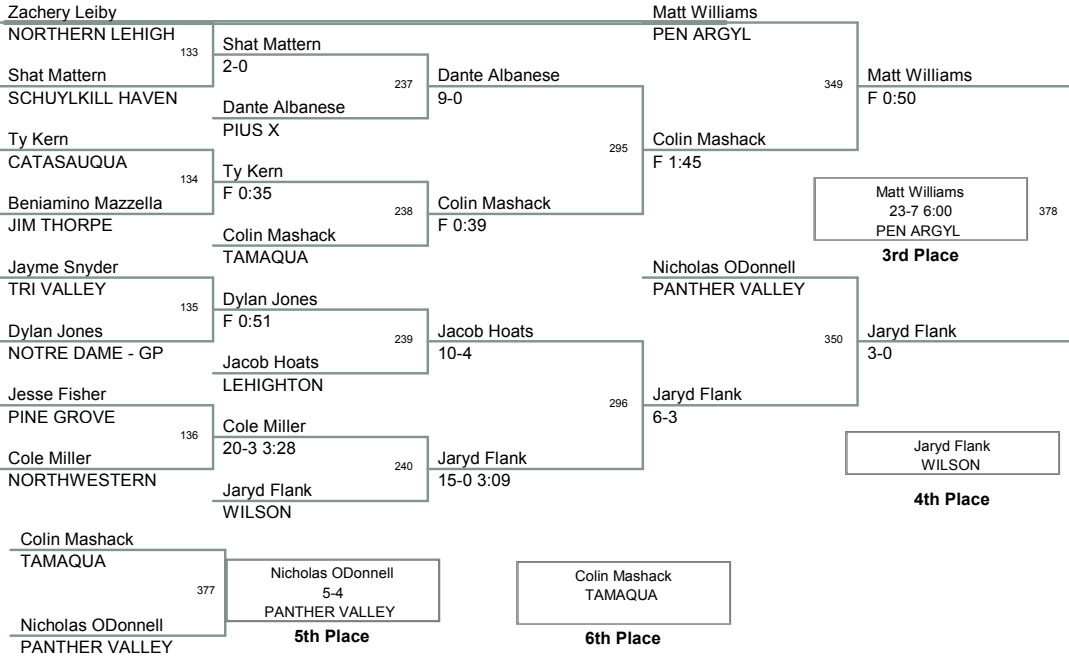 Zachery Leiby
NORTHERN LEHIGH
133
Shat Mattern
SCHUYLKILL HAVEN
Ty Kern
CATASAUQUA
134
Beniamino Mazzella
JIM THORPE
Jayme Snyder
TRI VALLEY
135
Dylan Jones
NOTRE DAME - GP
Jesse Fisher
PINE GROVE
136
Cole Miller
NORTHWESTERN
Shat Mattern
2-0
237
Dante Albanese
PIUS X
Ty Kern
F 0:35
238
Colin Mashack
TAMAQUA
Dylan Jones
F 0:51
239
Jacob Hoats
LEHIGHTON
Cole Miller
20-3 3:28
240
Jaryd Flank
WILSON
Dante Albanese
9-0
295
Colin Mashack
F 0:39
Jacob Hoats
10-4
296
Jaryd Flank
15-0 3:09
Matt Williams
PEN ARGYL
349
Colin Mashack
F 1:45
Nicholas ODonnell
PANTHER VALLEY
350
Jaryd Flank
6-3
Matt Williams
F 0:50
Matt Williams
23-7 6:00
PEN ARGYL
378
3rd Place
Jaryd Flank
3-0
Jaryd Flank
WILSON
4th Place
Colin Mashack
TAMAQUA
377
Nicholas ODonnell
PANTHER VALLEY
Nicholas ODonnell
5-4
PANTHER VALLEY
5th Place
Colin Mashack
TAMAQUA
6th Place